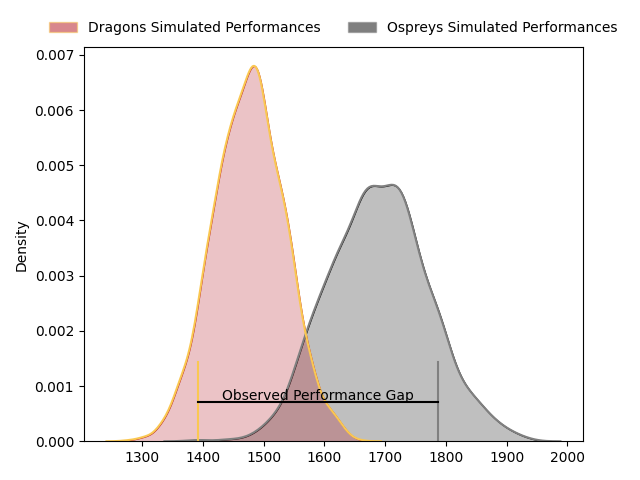 Dragons Simulated Performances Ospreys Simulated Performances
0.007
0.006
0.005
0.004
0.003
0.002
0.001
0.000
Density
Observed Performance Gap
1300 1400 1500 1600 1700 1800 1900 2000